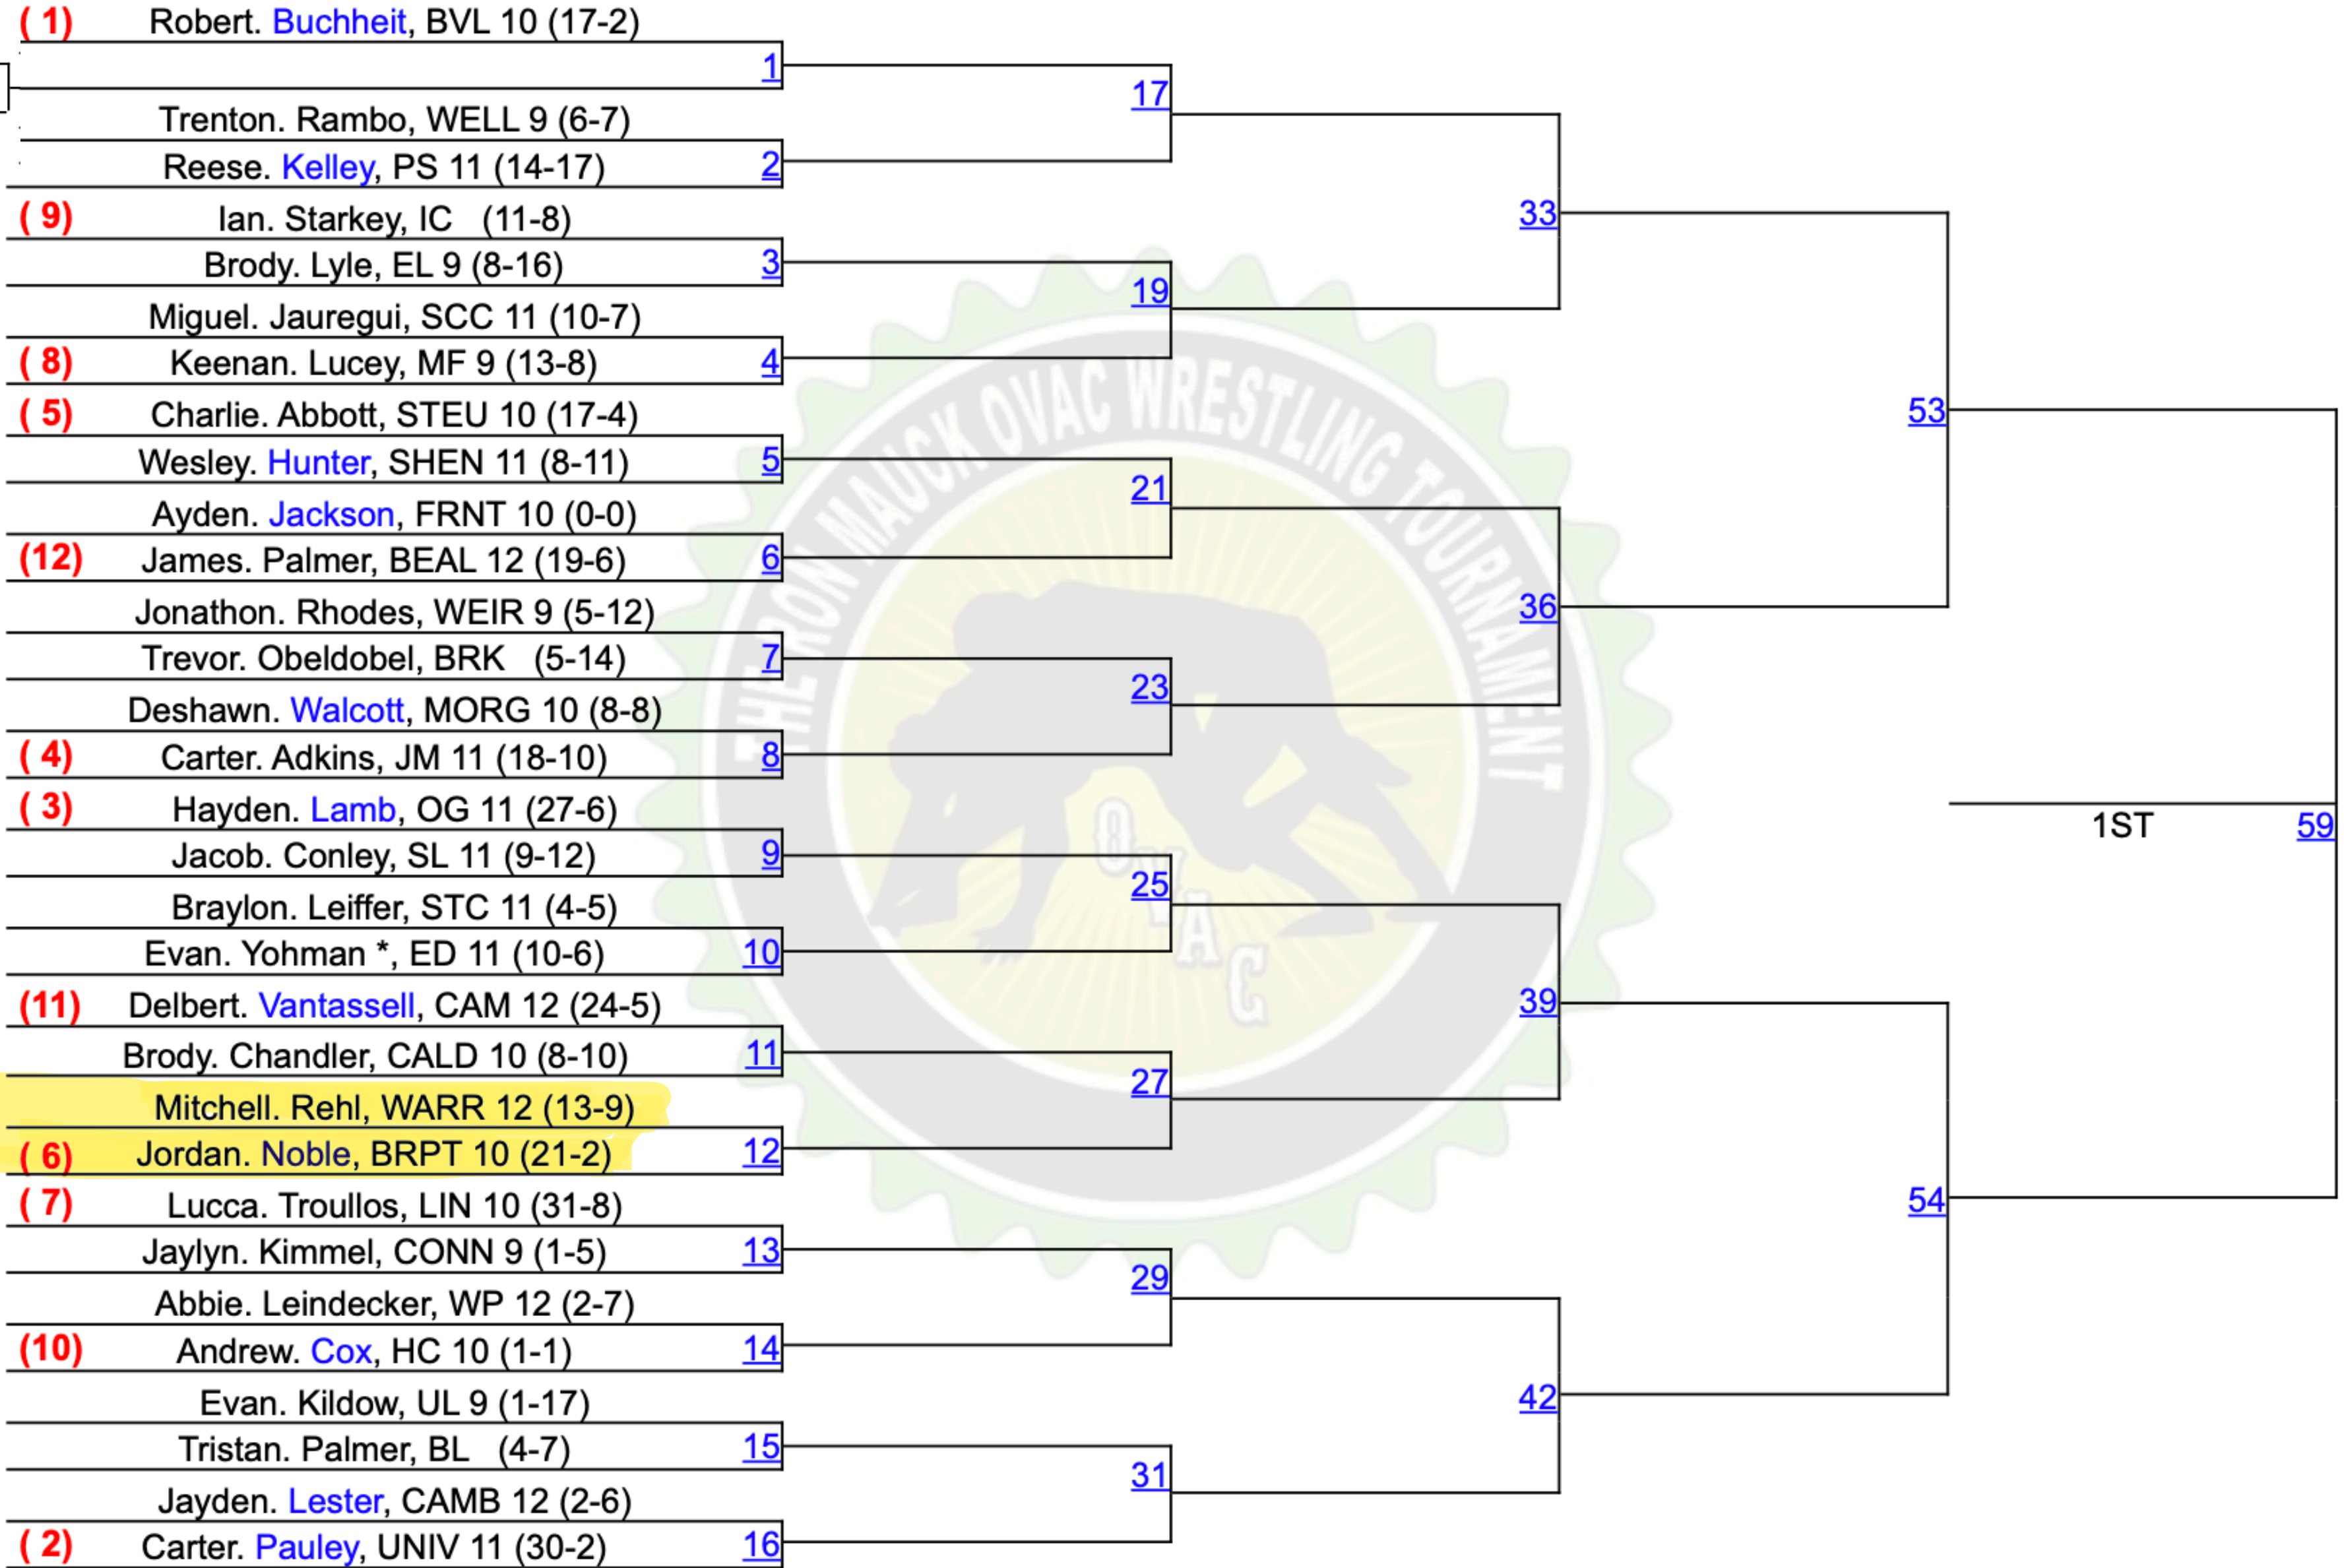 ( 1) Robert. Buchheit, BVL 10 (17-2)
1
17
Trenton. Rambo, WELL 9 (6-7)
Reese. Kelley, PS 11 (14-17)
2
33
( 9) Ian. Starkey, IC (11-8)
Brody. Lyle, EL 9 (8-16)
3
19
Miguel. Jauregui, SCC 11 (10-7)
( 8) Keenan. Lucey, MF 9 (13-8)
4
53
( 5) Charlie. Abbott, STEU 10 (17-4)
Wesley. Hunter, SHEN 11 (8-11)
5
21
Ayden. Jackson, FRNT 10 (0-0)
(12) James. Palmer, BEAL 12 (19-6)
6
36
Jonathon. Rhodes, WEIR 9 (5-12)
Trevor. Obeldobel, BRK (5-14)
7
23
Deshawn. Walcott, MORG 10 (8-8)
( 4) Carter. Adkins, JM 11 (18-10)
8
( 3) Hayden. Lamb, OG 11 (27-6)
1ST 59
Jacob. Conley, SL 11 (9-12)
9
25
Braylon. Leiffer, STC 11 (4-5)
Evan. Yohman *, ED 11 (10-6)
10
39
(11) Delbert. Vantassell, CAM 12 (24-5)
Brody. Chandler, CALD 10 (8-10)
11
27
Mitchell. Rehl, WARR 12 (13-9)
( 6) Jordan. Noble, BRPT 10 (21-2)
12
54
( 7) Lucca. Troullos, LIN 10 (31-8)
Jaylyn. Kimmel, CONN 9 (1-5)
13
29
Abbie. Leindecker, WP 12 (2-7)
(10) Andrew. Cox, HC 10 (1-1)
14
42
Evan. Kildow, UL 9 (1-17)
Tristan. Palmer, BL (4-7)
15
31
Jayden. Lester, CAMB 12 (2-6)
( 2) Carter. Pauley, UNIV 11 (30-2)
16
THE RON MAUCK OVAC WRESTLING TOURNAMENT
OVAC